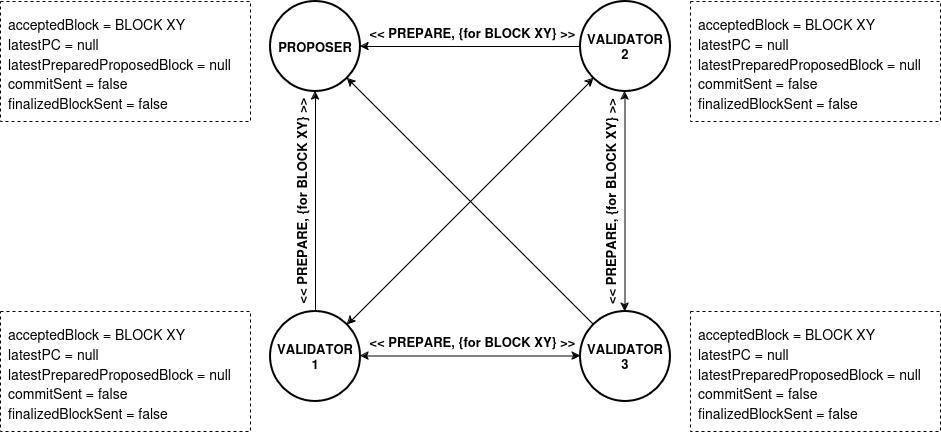 acceptedBlock = BLOCK XY
latestPC = null
latestPreparedProposedBlock = null
commitSent = false
finalizedBlockSent = false
PROPOSER
<< PREPARE, {for BLOCK XY} >>
VALIDATOR
2
acceptedBlock = BLOCK XY
latestPC = null
latestPreparedProposedBlock = null
commitSent = false
finalizedBlockSent = false
<< PREPARE, {for BLOCK XY} >>
<< PREPARE, {for BLOCK XY} >>
acceptedBlock = BLOCK XY
latestPC = null
latestPreparedProposedBlock = null
commitSent = false
finalizedBlockSent = false
VALIDATOR
1
<< PREPARE, {for BLOCK XY} >>
VALIDATOR
3
acceptedBlock = BLOCK XY
latestPC = null
latestPreparedProposedBlock = null
commitSent = false
finalizedBlockSent = false